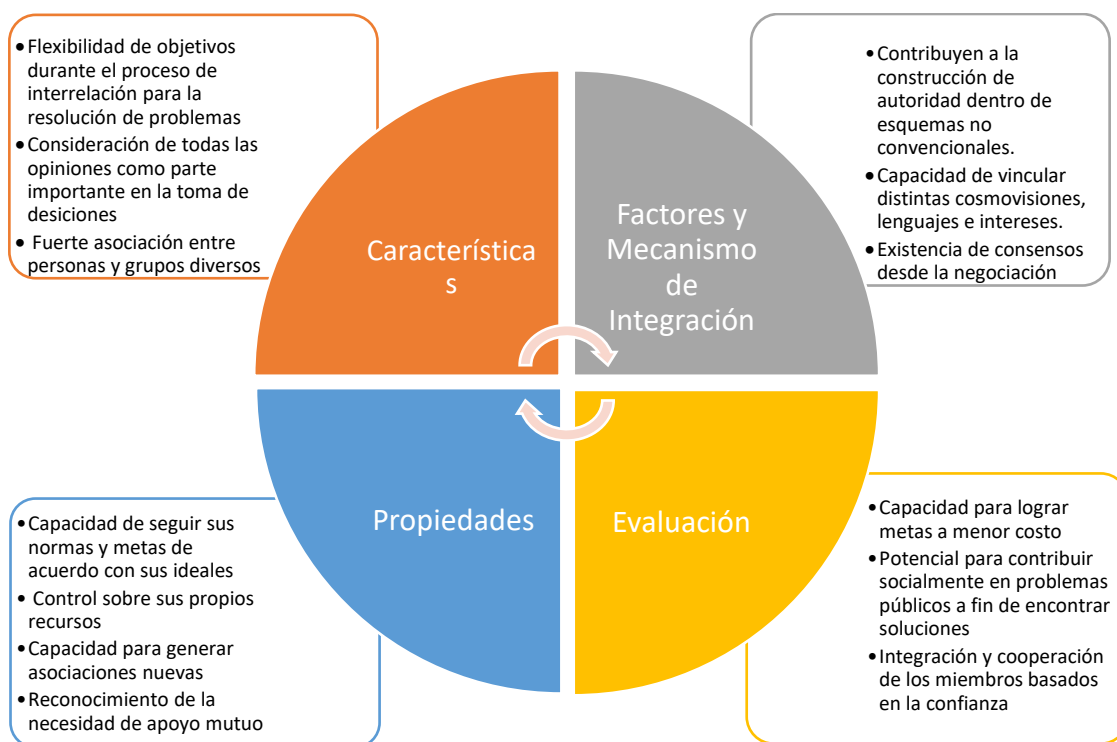 • Flexibilidad de objetivos
durante el proceso de
interrelación para la
resolución de problemas
• Consideración de todas las
opiniones como parte
importante en la toma de
desiciones
• Fuerte asociación entre
personas y grupos diversos
Característica
s
Factores y
Mecanismo
de
Integración
• Contribuyen a la
construcción de
autoridad dentro de
esquemas no
convencionales.
• Capacidad de vincular
distintas cosmovisiones,
lenguajes e intereses.
• Existencia de consensos
desde la negociación
• Capacidad de seguir sus
normas y metas de
acuerdo con sus ideales
• Control sobre sus propios
recursos
• Capacidad para generar
asociaciones nuevas
• Reconocimiento de la
necesidad de apoyo mutuo
Propiedades
Evaluación
• Capacidad para lograr
metas a menor costo
• Potencial para contribuir
socialmente en problemas
públicos a fin de encontrar
soluciones
• Integración y cooperación
de los miembros basados
en la confianza